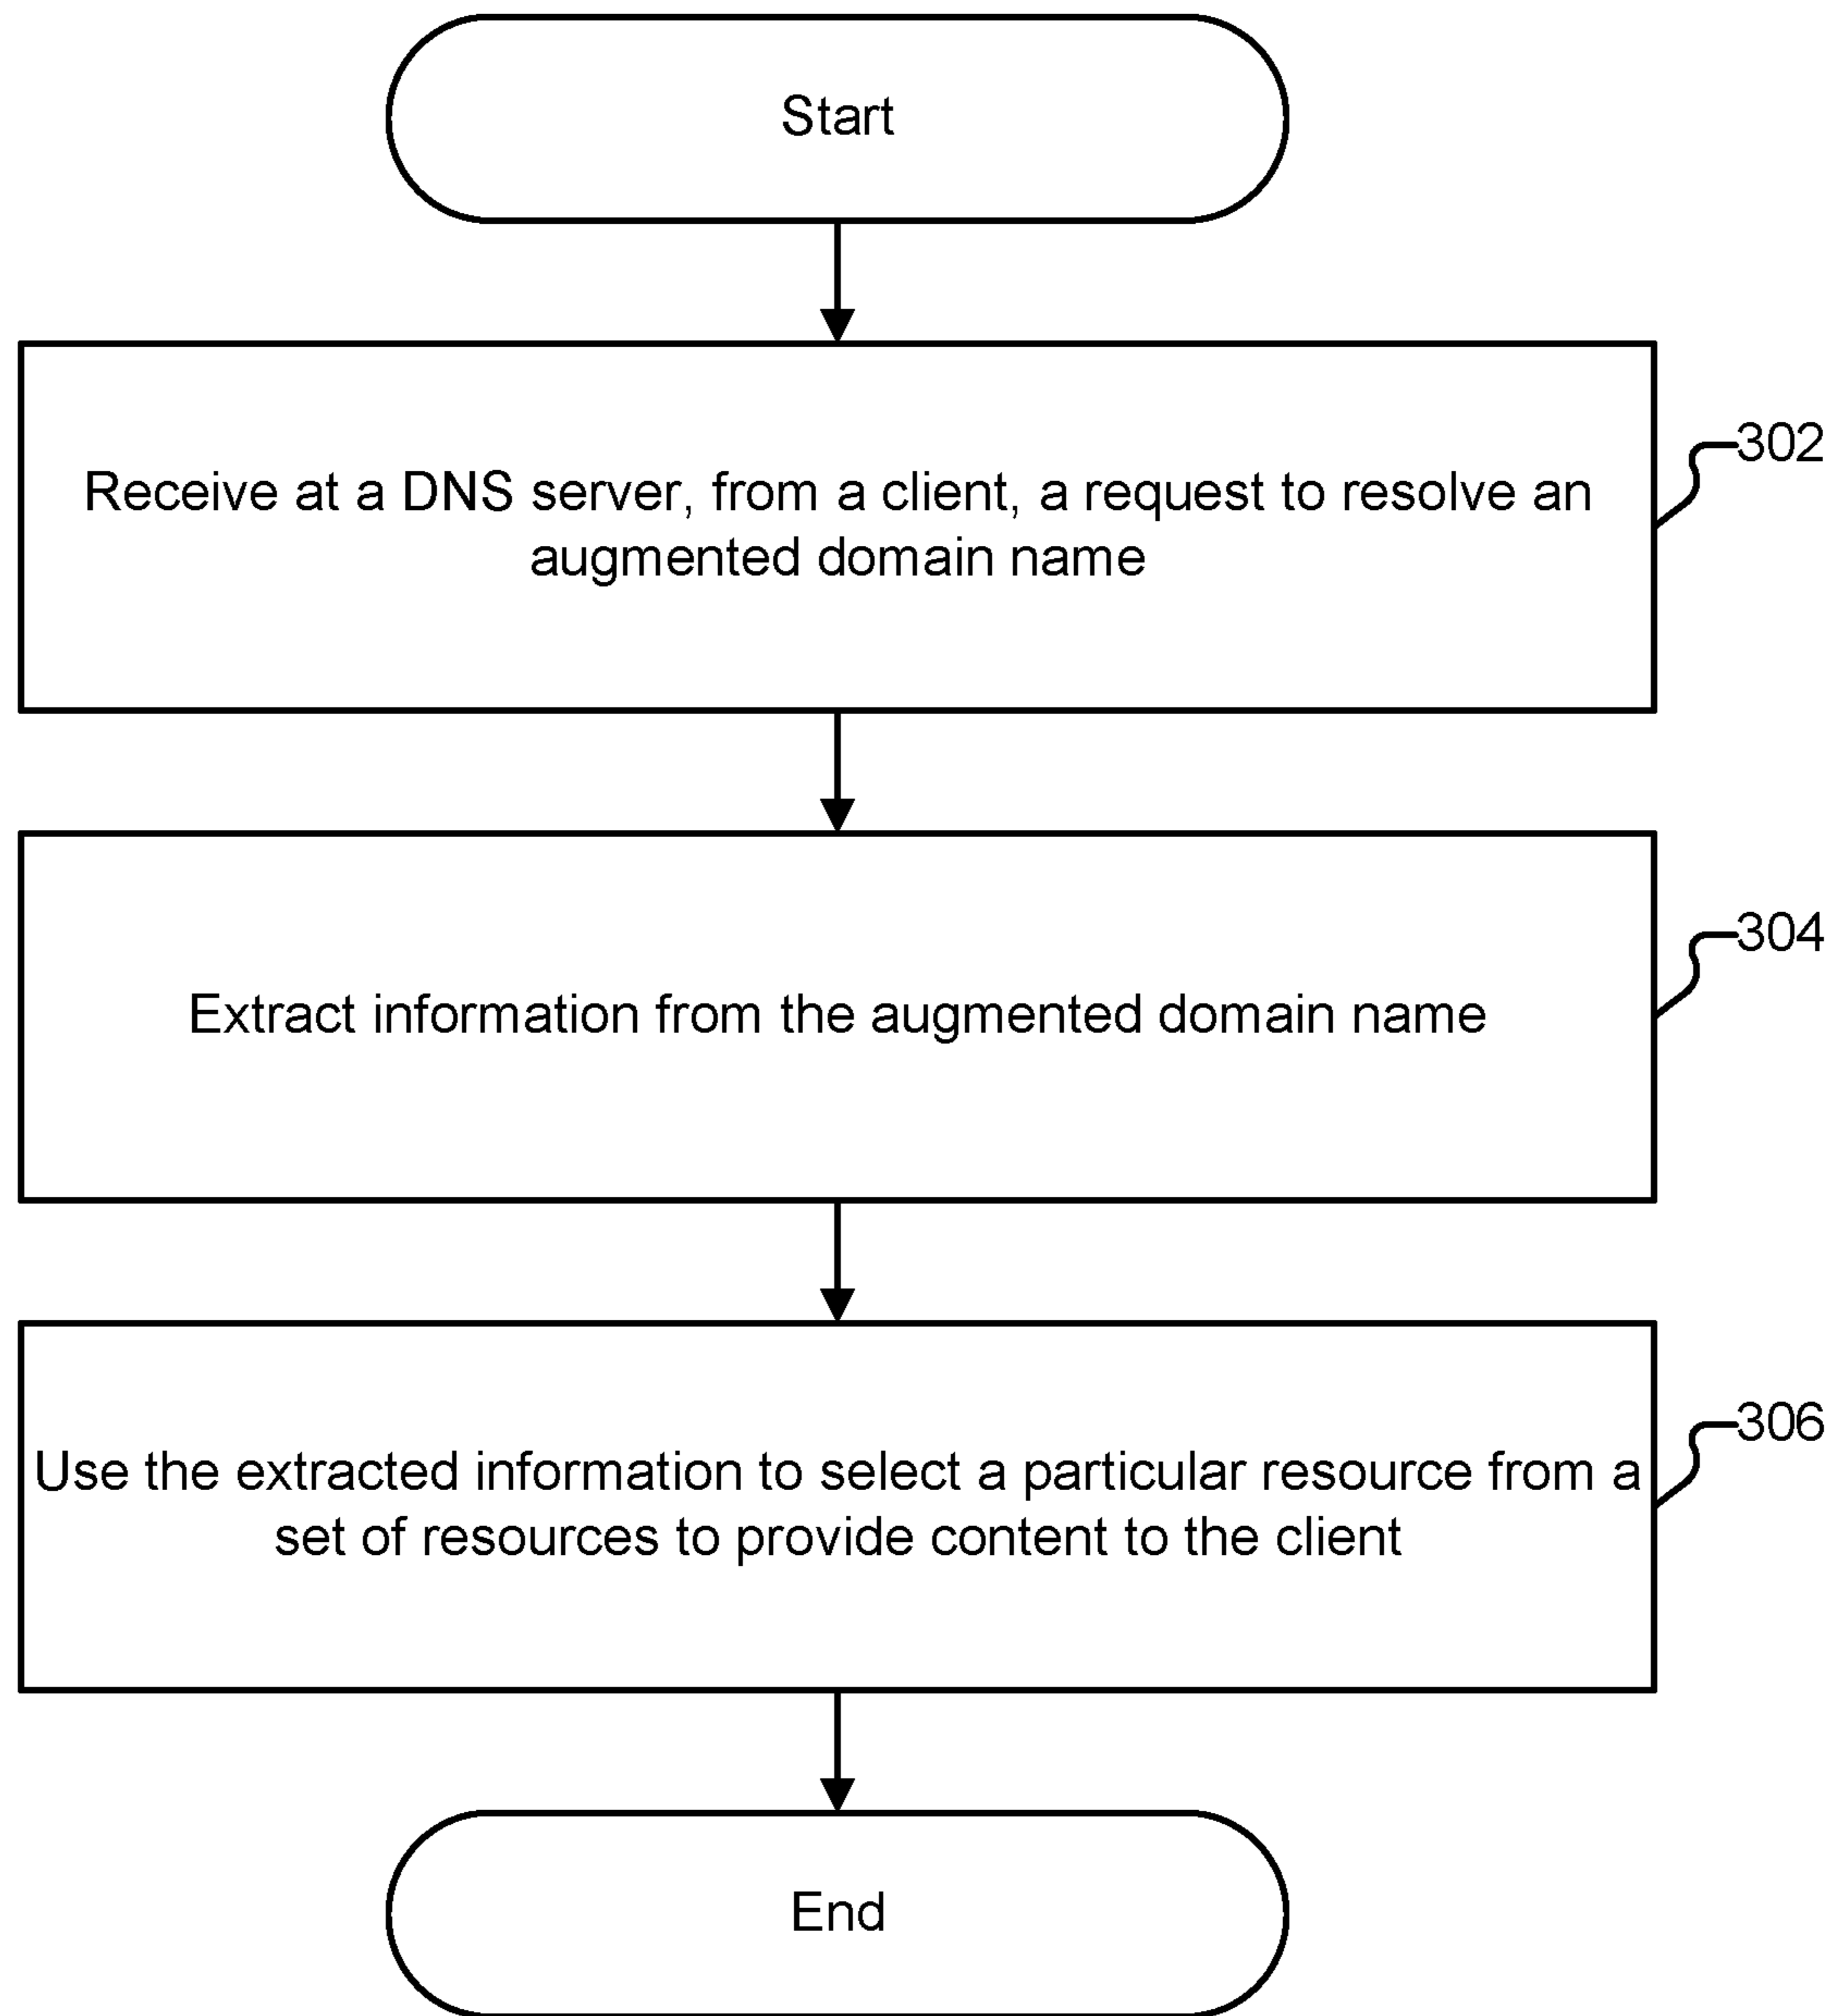 Start
Receive at a DNS server, from a client, a request to resolve an
augmented domain name
302
Extract information from the augmented domain name
304
Use the extracted information to select a particular resource from a
set of resources to provide content to the client
306
End